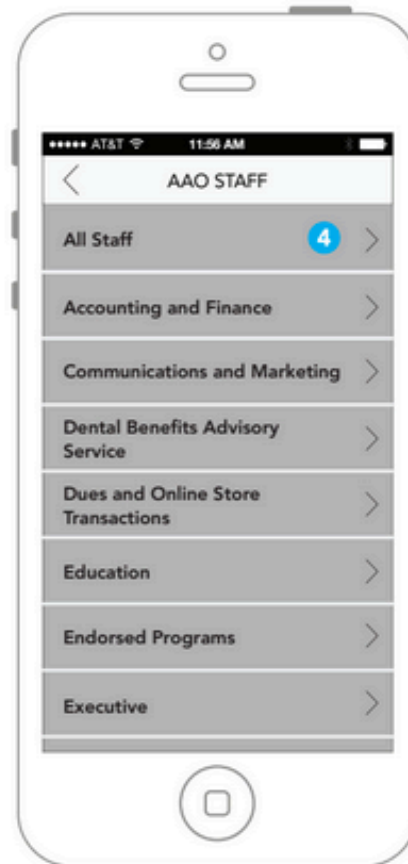 ●●●●● AT&T 11:56 AM
AAO STAFF
All Staff 4
Accounting and Finance
Communications and Marketing
Dental Benefits Advisory
Service
Dues and Online Store
Transactions
Education
Endorsed Programs
Executive